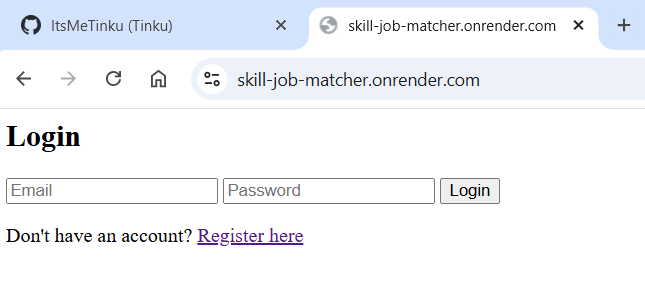 ItsMeTinku (Tinku)
skill-job-matcher.onrender.com
skill-job-matcher.onrender.com
Login
Email Password Login
Don't have an account? Register here